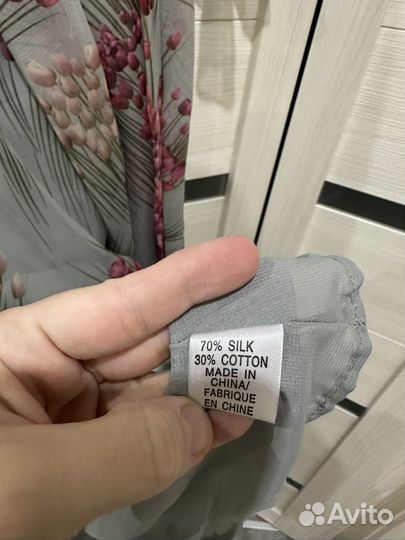 70% SILK
30% COTTON
MADE IN
CHINA/
FABRIQUE
EN CHINE
Avito